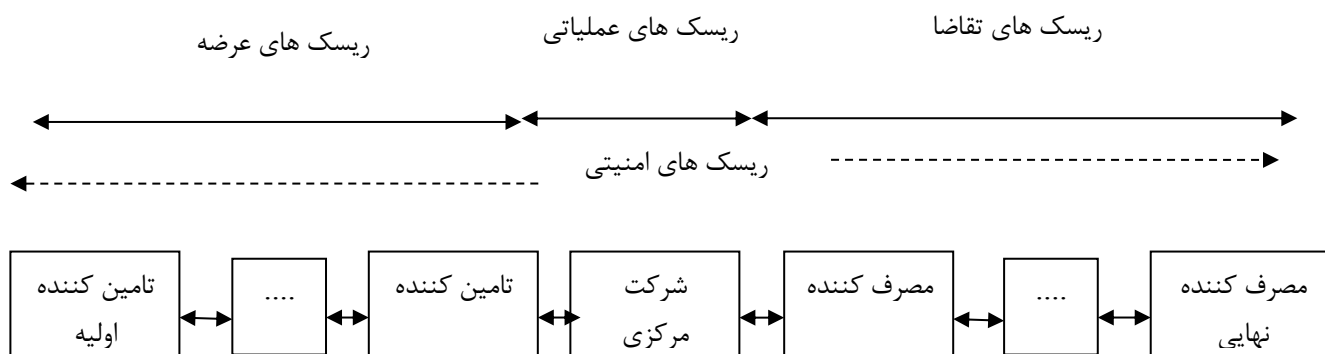 ریسک های تقاضا
ریسک های عملیاتی
ریسک های عرضه
ریسک های امنیتی
مصرف کننده
نهایی
....
مصرف کننده
شرکت
مرکزی
تامین کننده
....
تامین کننده
اولیه